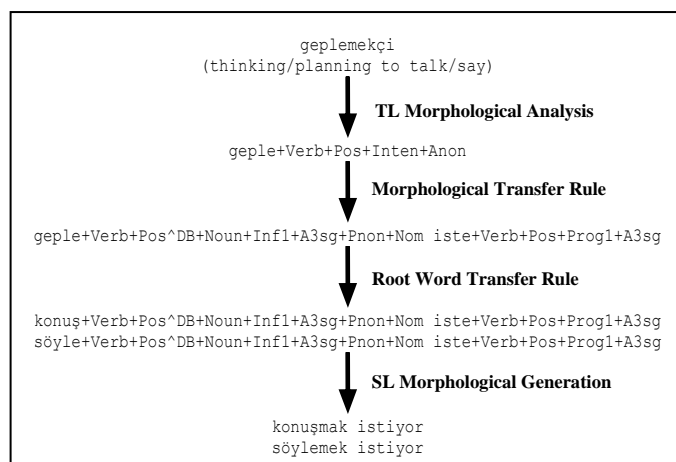 geplemekçi
(thinking/planning to talk/say)
TL Morphological Analysis
geple+Verb+Pos+Inten+Anon
Morphological Transfer Rule
geple+Verb+Pos^DB+Noun+Inf1+A3sg+Pnon+Nom iste+Verb+Pos+Prog1+A3sg
Root Word Transfer Rule
konuş+Verb+Pos^DB+Noun+Inf1+A3sg+Pnon+Nom iste+Verb+Pos+Prog1+A3sg
söyle+Verb+Pos^DB+Noun+Inf1+A3sg+Pnon+Nom iste+Verb+Pos+Prog1+A3sg
SL Morphological Generation
konuşmak istiyor
söylemek istiyor